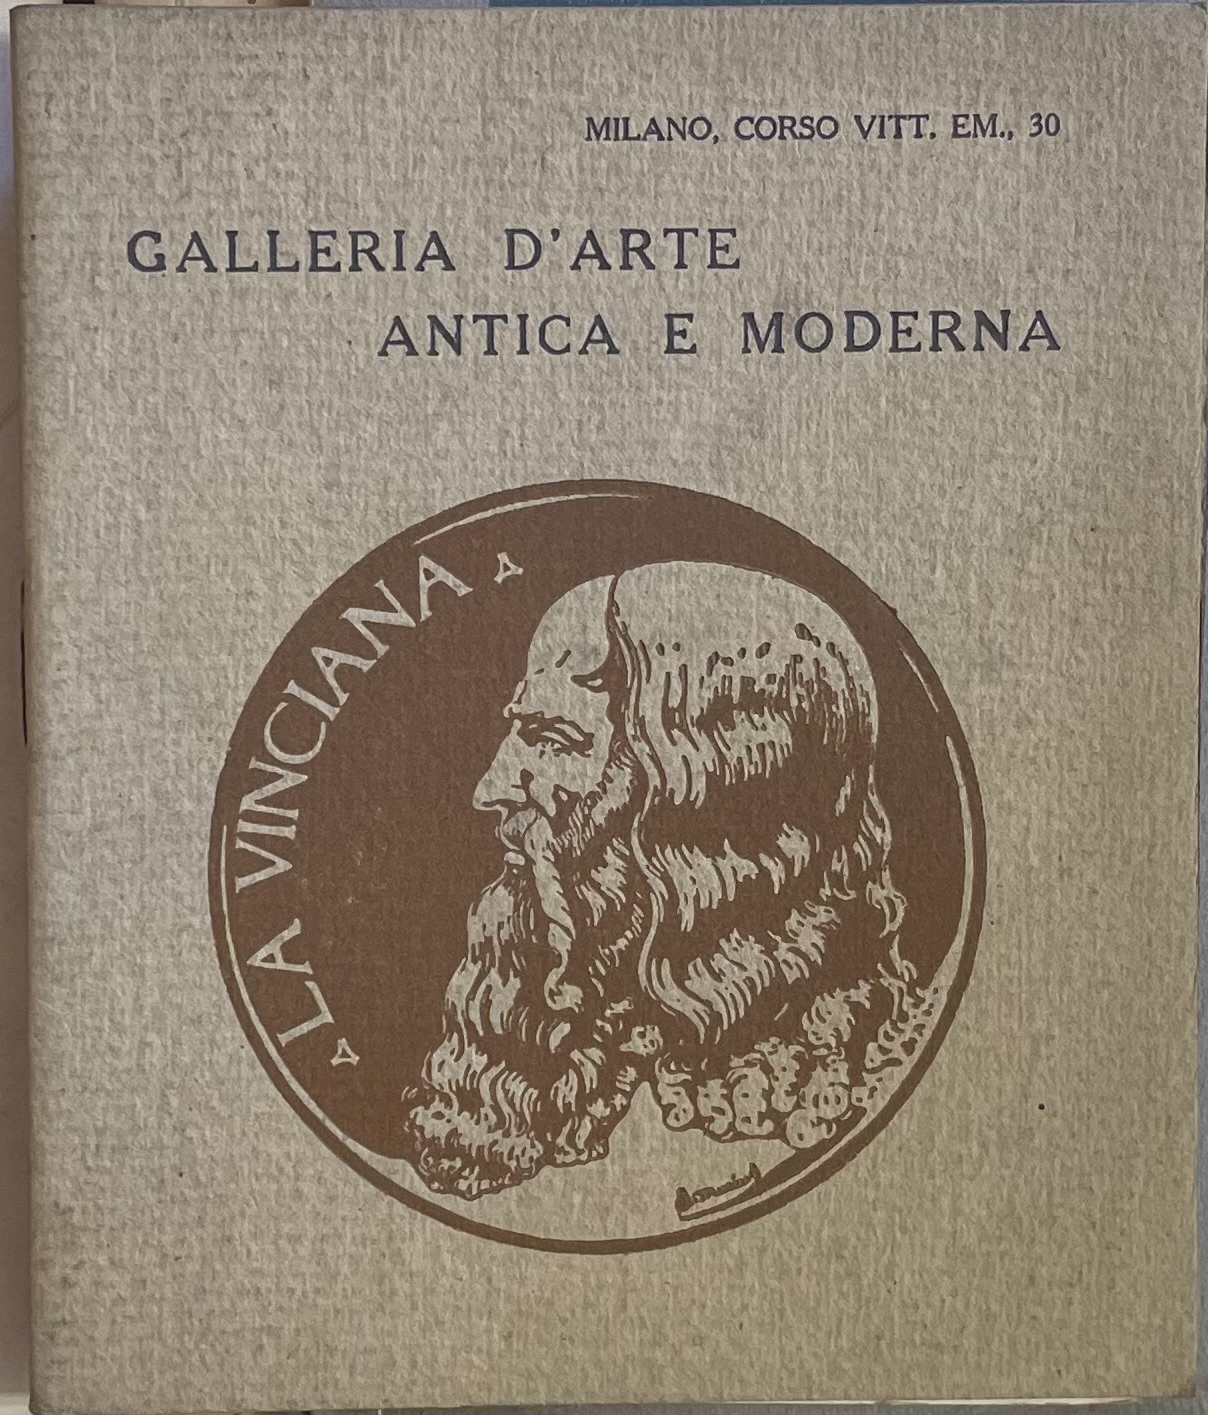 MILANO, CORSO VITT. EM., 30
GALLERIA D'ARTE
ANTICA E MODERNA
LA VINCIANA